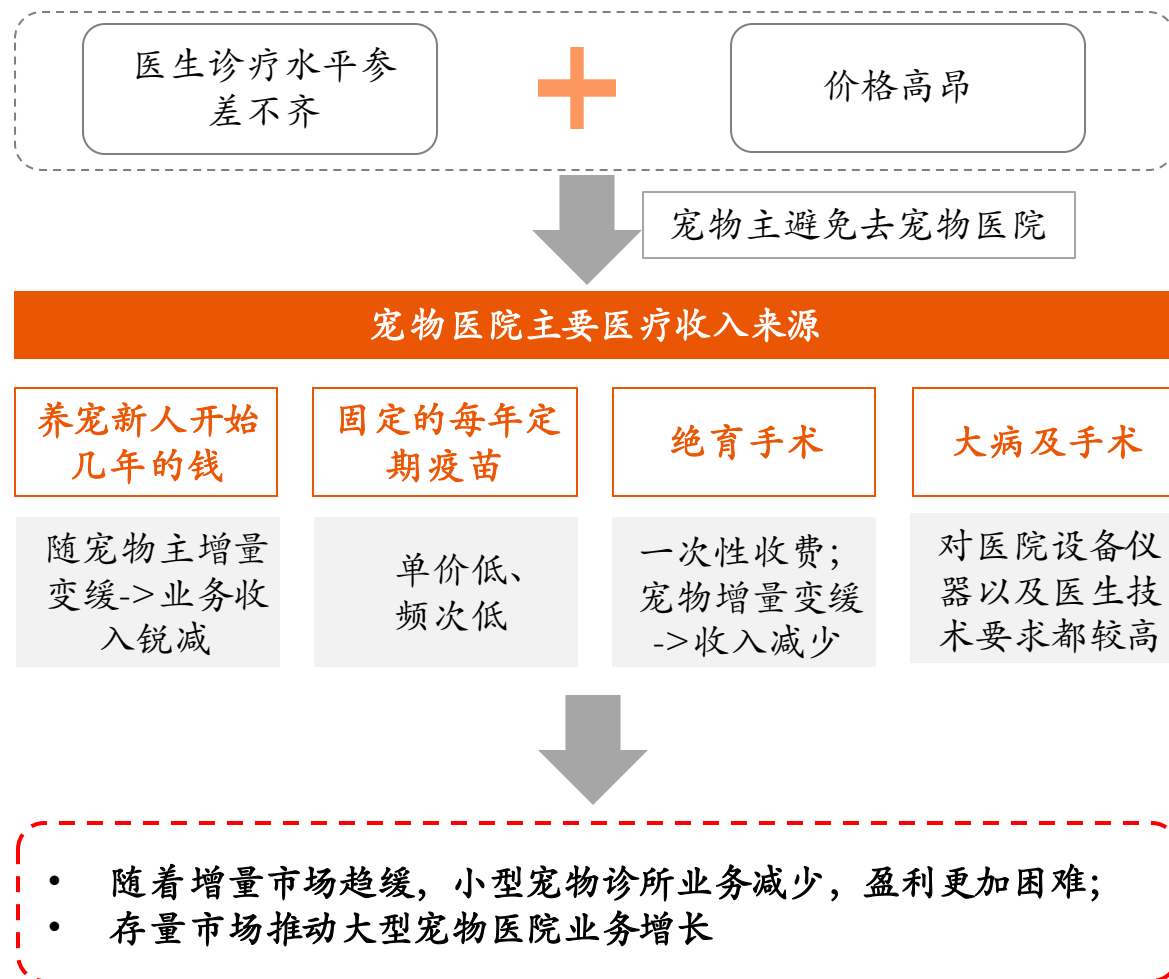 医生诊疗水平参
差不齐
价格高昂
宠物主避免去宠物医院
宠物医院主要医疗收入来源
养宠新人开始
几年的钱
固定的每年定
期疫苗
绝育手术
大病及手术
随宠物主增量
变缓->业务收
入锐减
单价低、
频次低
一次性收费;
宠物增量变缓
->收入减少
对医院设备仪
器以及医生技
术要求都较高
• 随着增量市场趋缓，小型宠物诊所业务减少，盈利更加困难;
• 存量市场推动大型宠物医院业务增长